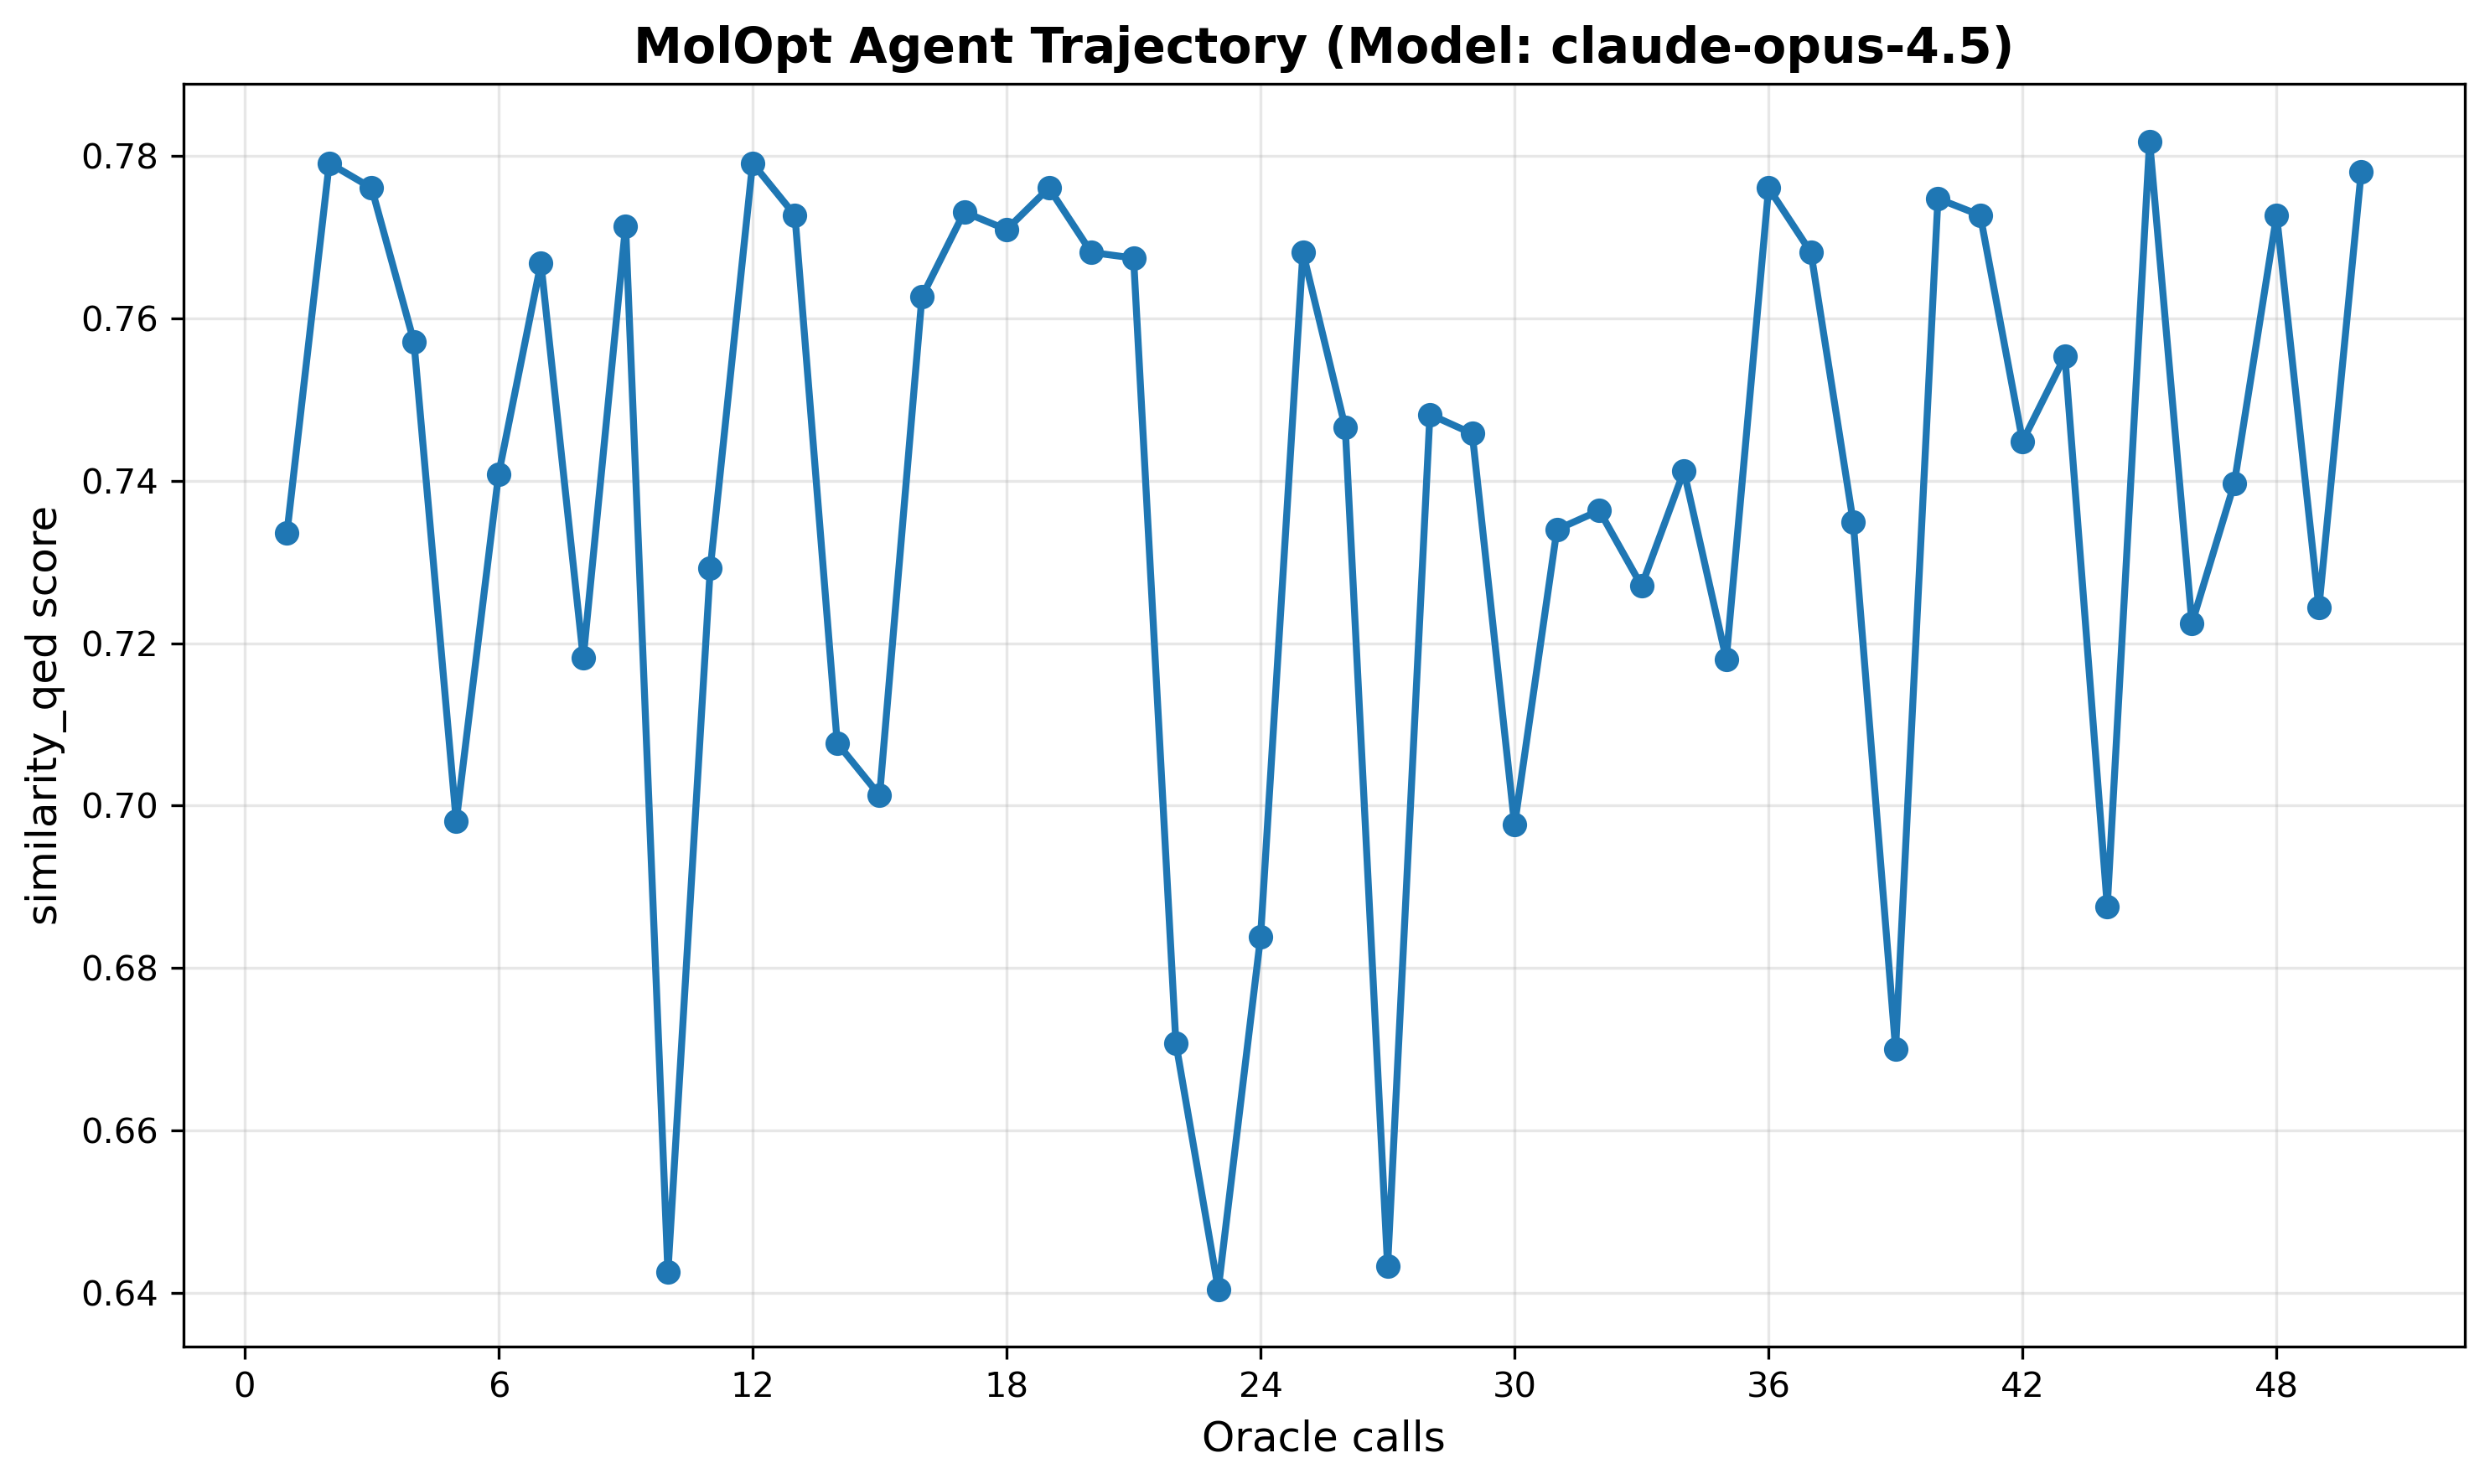 MolOpt Agent Trajectory (Model: claude-opus-4.5)
similarity_qed score
0.78
0.76
0.74
0.72
0.70
0.68
0.66
0.64
0 6 12 18 24 30 36 42 48
Oracle calls